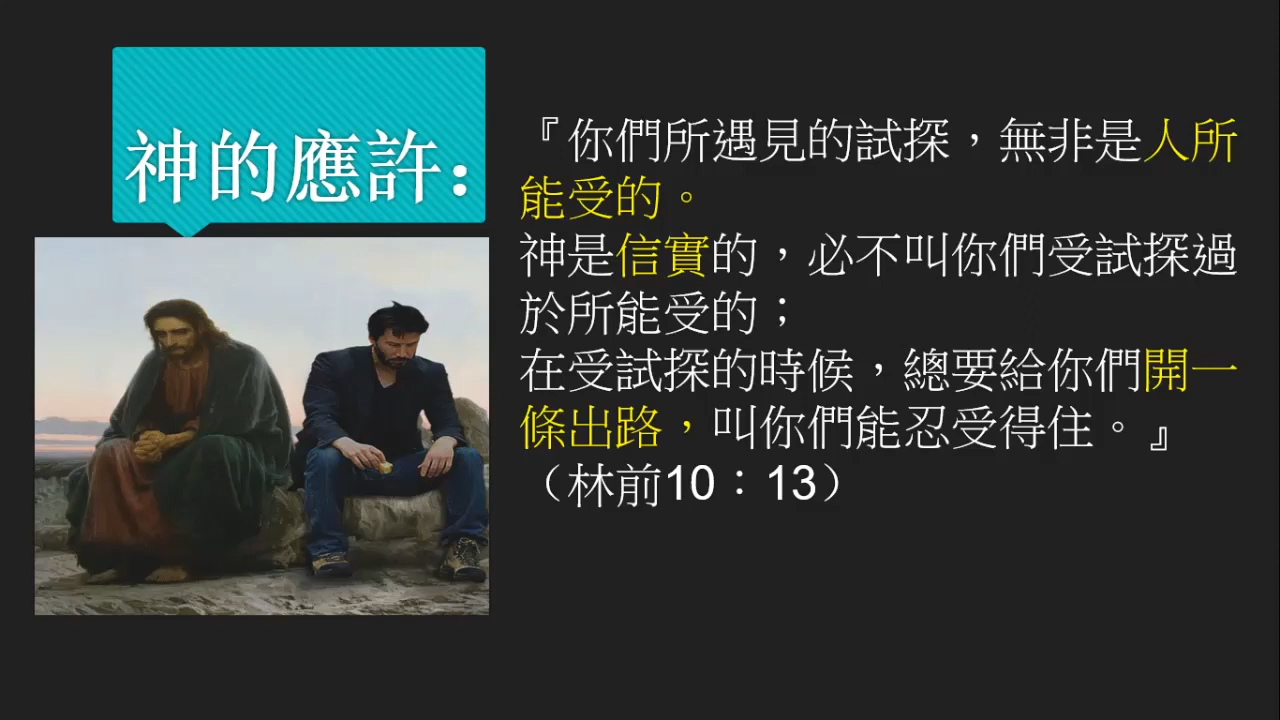 神的應許：
『你們所遇見的試探，無非是人所
能受的。
神是信實的，必不叫你們受試探過
於所能受的；
在受試探的時候，總要給你們開一
條出路，叫你們能忍受得住。』
（林前10：13）